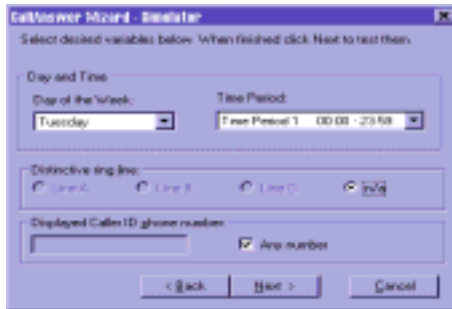 CallAnswer Wizard - Simulator
Select desired variables below. When finished click Next to test them.
Day and Time
Day of the Week:
Time Period:
Tuesday
Time Period 1 00:00 - 23:59
Distinctive ring line:
Line A
Line B
Line C
n/a
Displayed Caller ID phone number:
Any number
< Back
Next >
Cancel